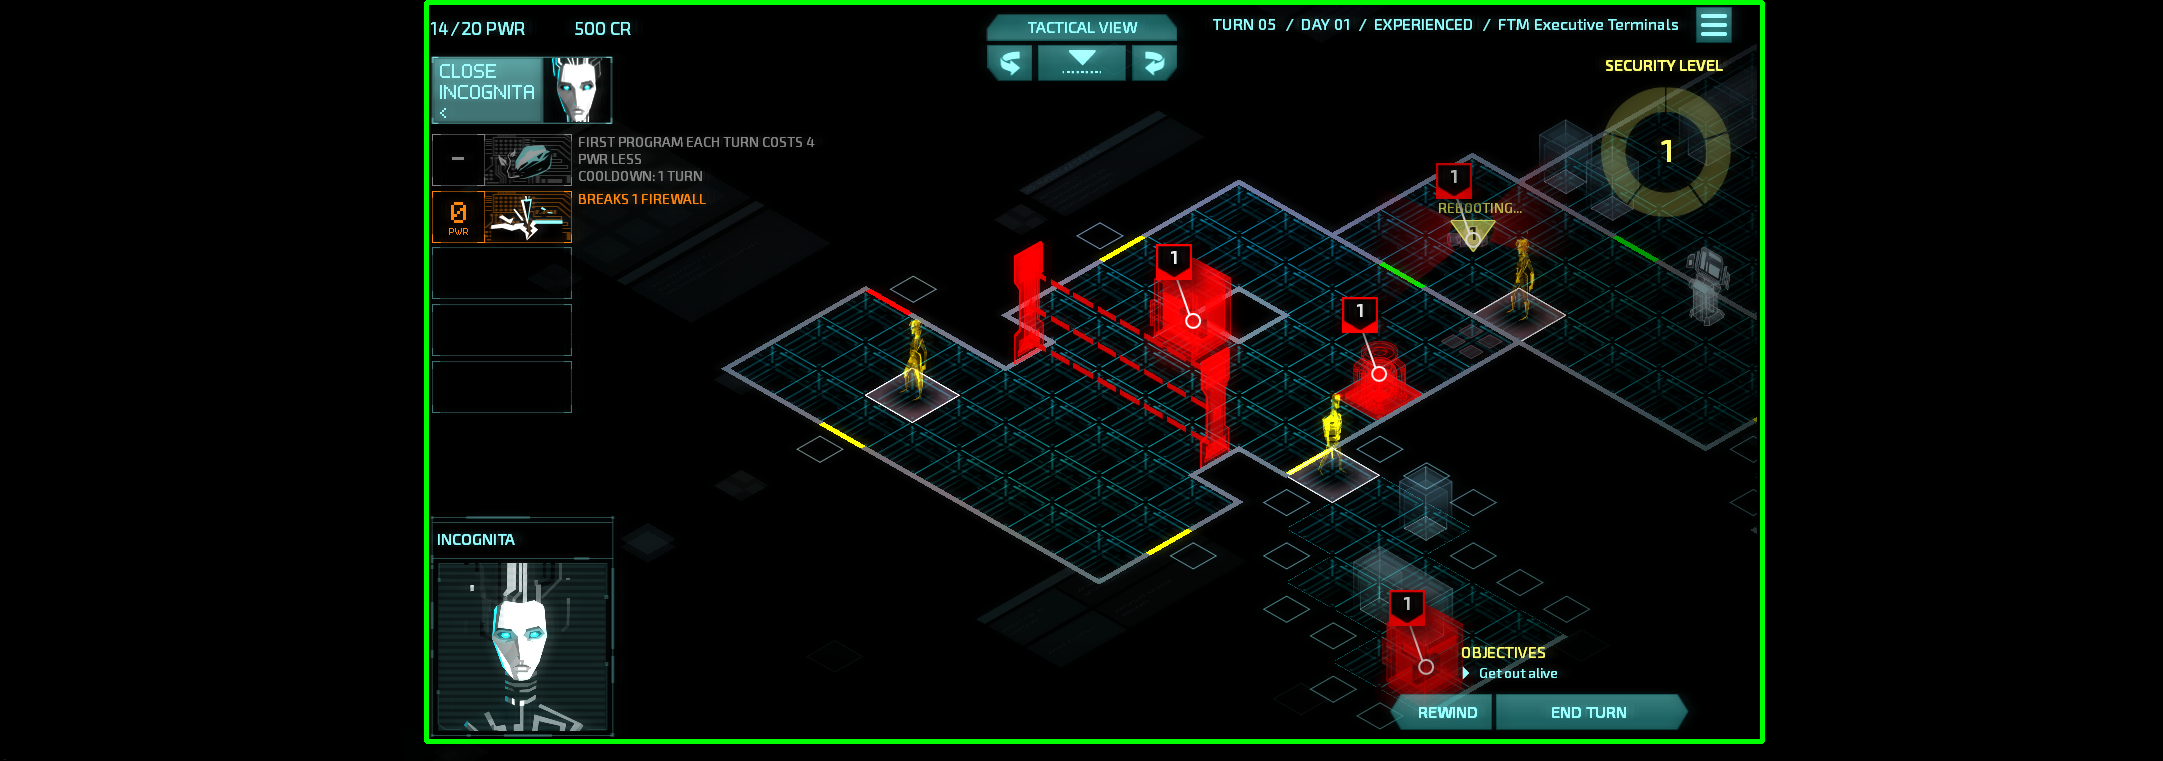 14/20 PWR
500 CR
TACTICAL VIEW
TURN 05 / DAY 01 / EXPERIENCED / FTM Executive Terminals
CLOSE
INCOGNITA
<
SECURITY LEVEL
1
–
FIRST PROGRAM EACH TURN COSTS 4
PWR LESS
COOLDOWN: 1 TURN
0
PWR
BREAKS 1 FIREWALL
1
REBOOTING...
1
1
1
1
INCOGNITA
OBJECTIVES
Get out alive
REWIND
END TURN